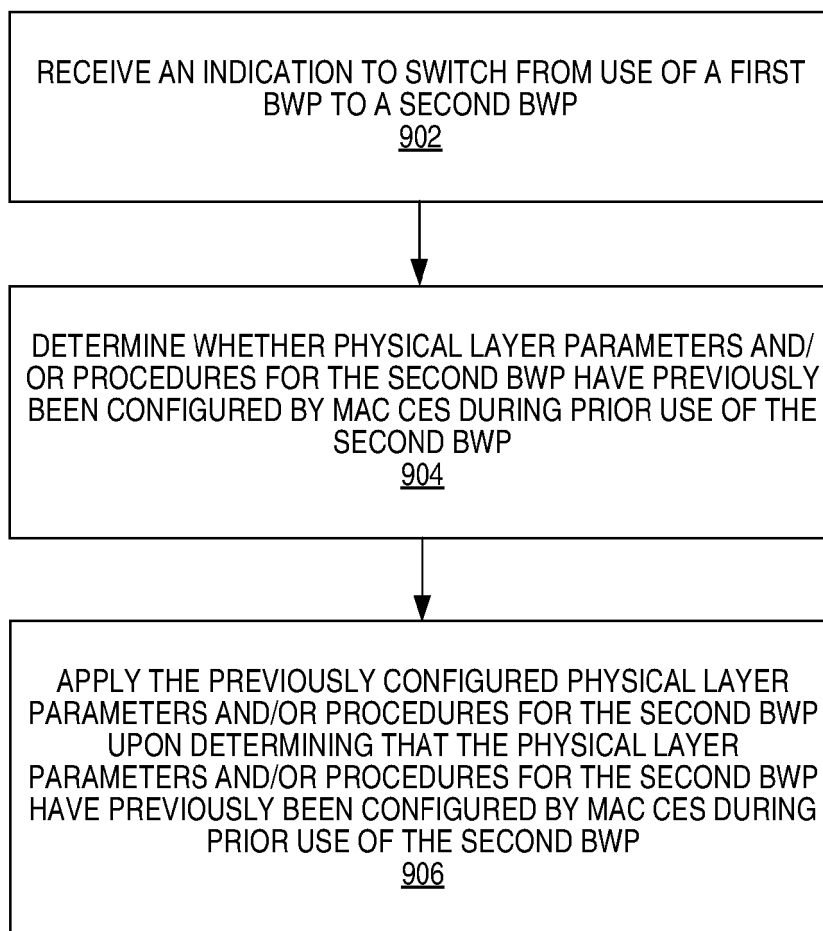 RECEIVE AN INDICATION TO SWITCH FROM USE OF A FIRST
BWP TO A SECOND BWP
902
DETERMINE WHETHER PHYSICAL LAYER PARAMETERS AND/
OR PROCEDURES FOR THE SECOND BWP HAVE PREVIOUSLY
BEEN CONFIGURED BY MAC CES DURING PRIOR USE OF THE
SECOND BWP
904
APPLY THE PREVIOUSLY CONFIGURED PHYSICAL LAYER
PARAMETERS AND/OR PROCEDURES FOR THE SECOND BWP
UPON DETERMINING THAT THE PHYSICAL LAYER
PARAMETERS AND/OR PROCEDURES FOR THE SECOND BWP
HAVE PREVIOUSLY BEEN CONFIGURED BY MAC CES DURING
PRIOR USE OF THE SECOND BWP
906